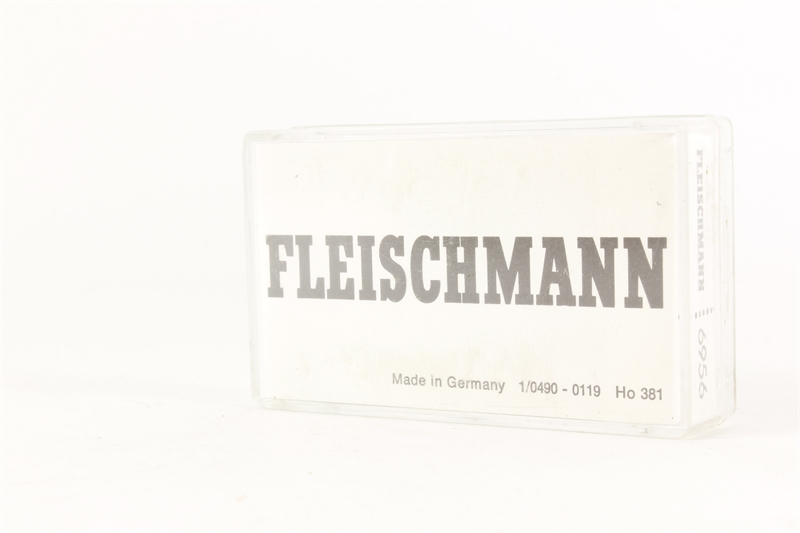 FLEISCHMANN
Made in Germany 1/0490 - 0119 Ho 381
FLEISCHMANN
6956